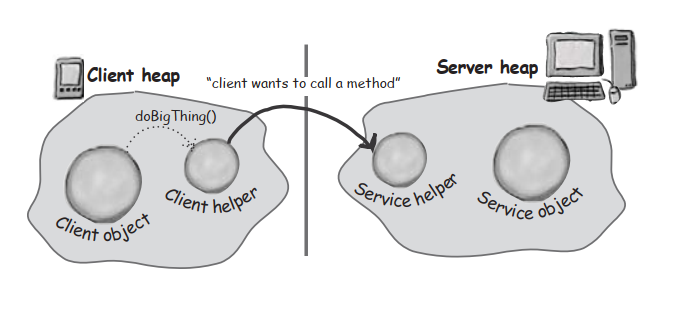 Client heap
Server heap
“client wants to call a method”
doBigThing()
Client object
Client helper
Service helper
Service object